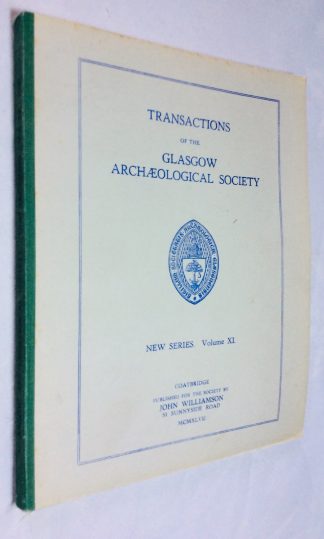 TRANSACTIONS
OF THE
GLASGOW
ARCHÆOLOGICAL SOCIETY
NEW SERIES Volume XI
COATBRIDGE
PUBLISHED FOR THE SOCIETY BY
JOHN WILLIAMSON
SUNNYSIDE ROAD
MCMXLVII